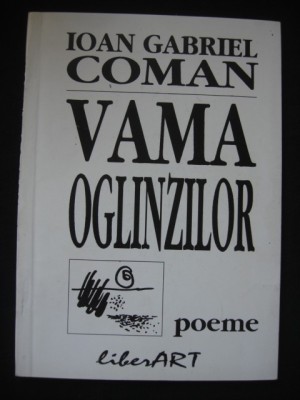 IOAN GABRIEL
COMAN
VAMA
OGLINZILOR
poeme
liberART